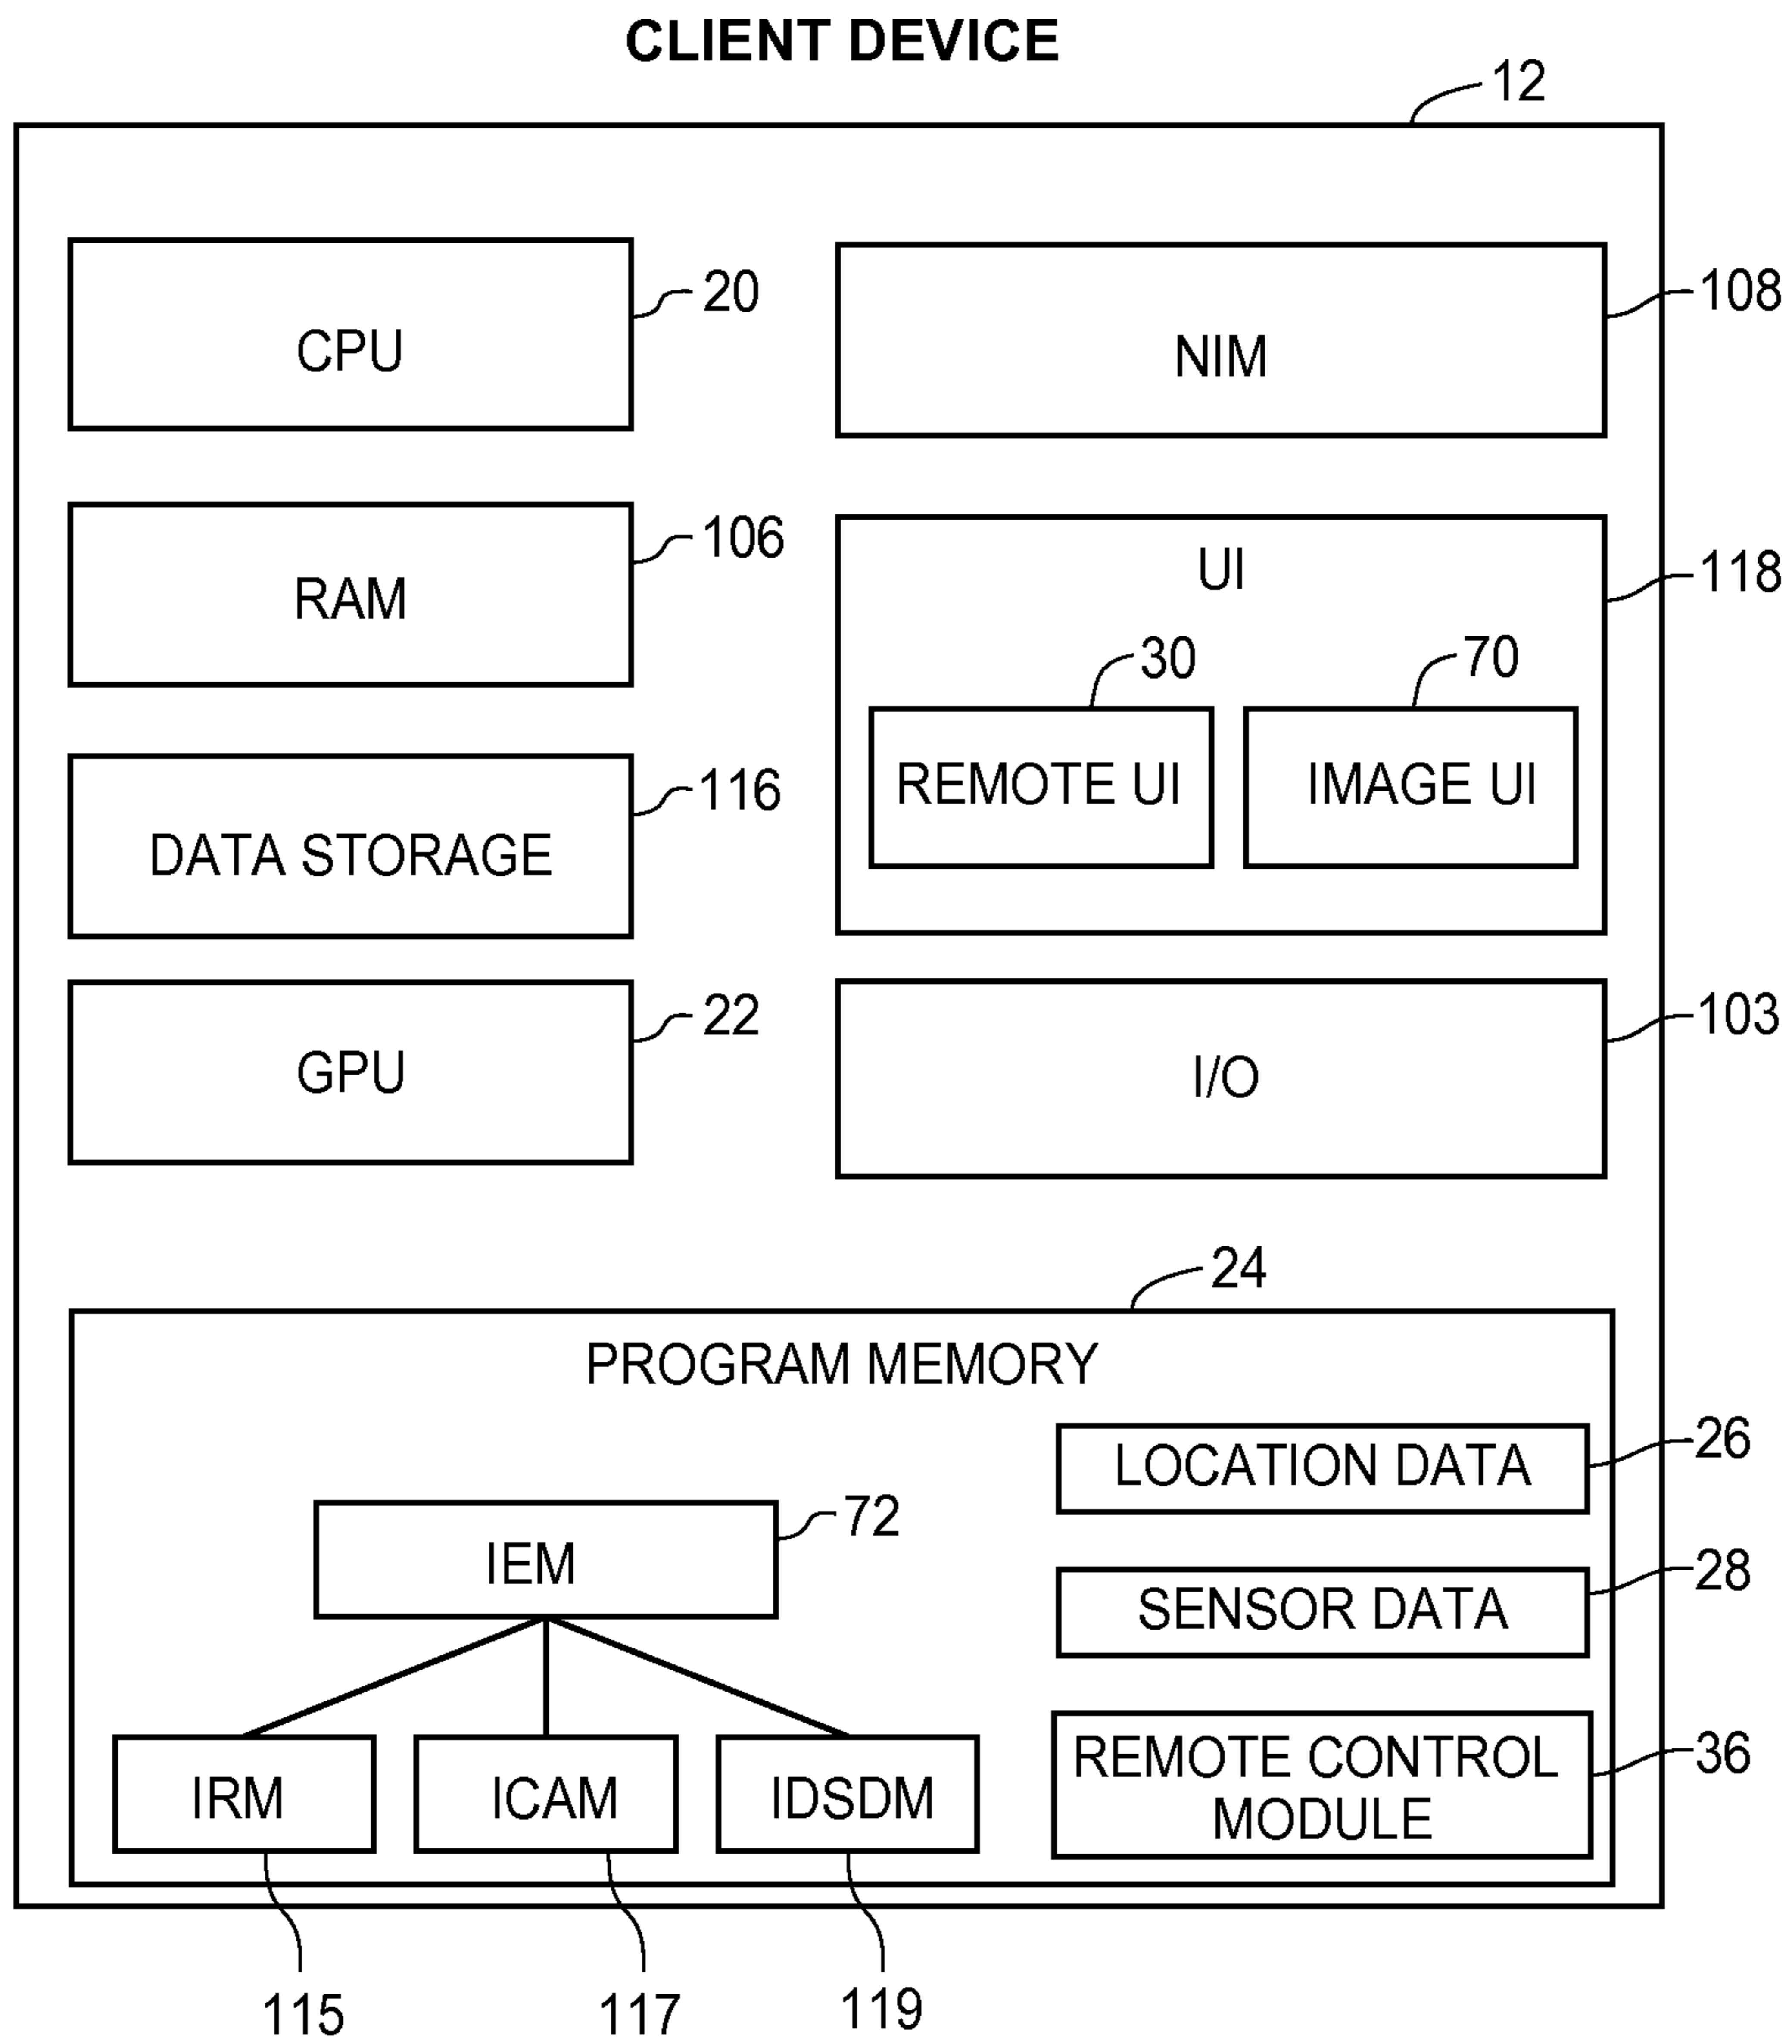 CLIENT DEVICE
12
CPU
20
NIM
108
RAM
106
UI
118
30
70
REMOTE UI
IMAGE UI
DATA STORAGE
116
GPU
22
I/O
103
24
PROGRAM MEMORY
LOCATION DATA
26
IEM
72
SENSOR DATA
28
IRM
ICAM
IDSDM
REMOTE CONTROL
MODULE
36
115
117
119